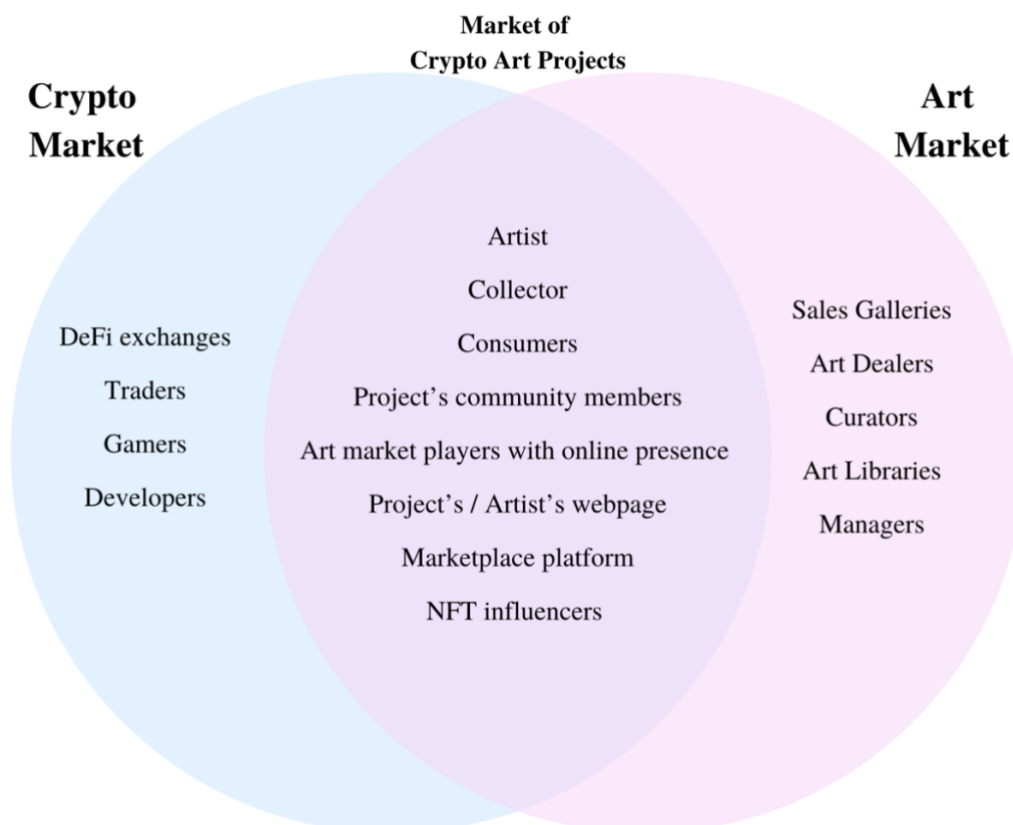 Market of
Crypto Art Projects
Crypto
Market
Art
Market
DeFi exchanges
Traders
Gamers
Developers
Artist
Collector
Consumers
Project’s community members
Art market players with online presence
Project’s / Artist’s webpage
Marketplace platform
NFT influencers
Sales Galleries
Art Dealers
Curators
Art Libraries
Managers